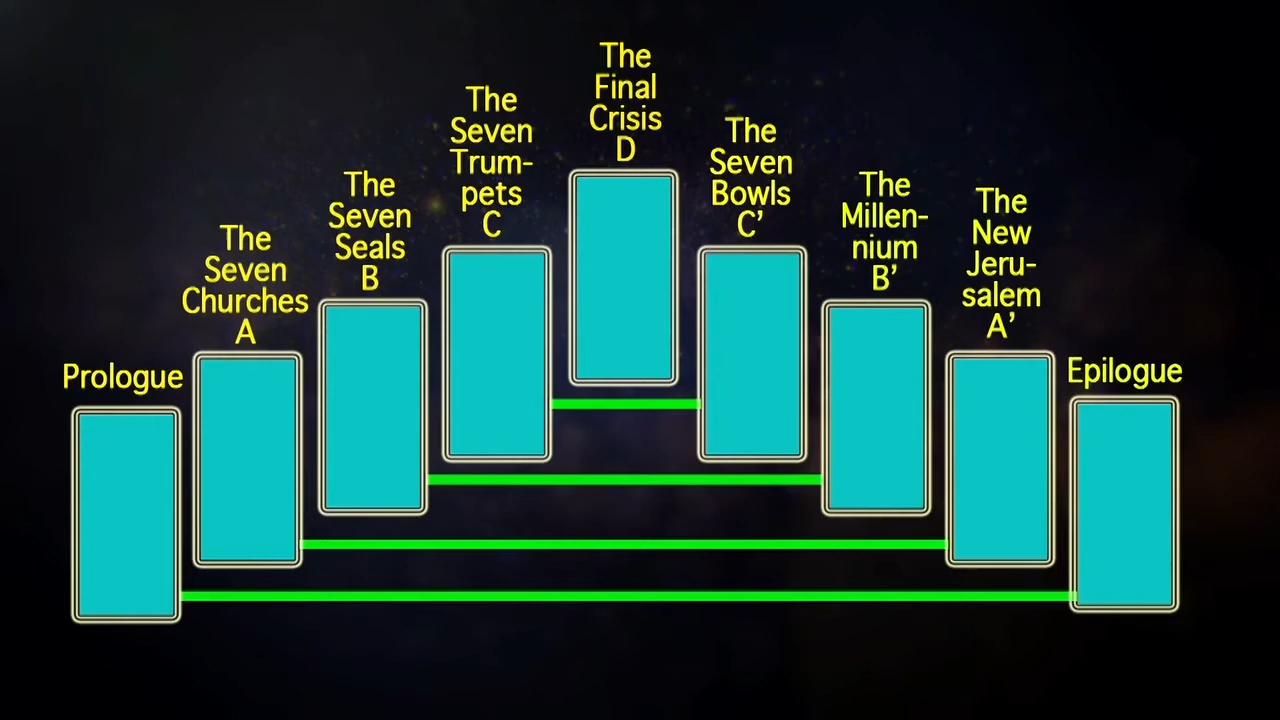 Prologue
The
Seven
Churches
A
The
Seven
Seals
B
The
Seven
Trum-
pets
C
The
Final
Crisis
D
The
Seven
Bowls
C’
The
Millen-
nium
B’
The
New
Jeru-
salem
A’
Epilogue